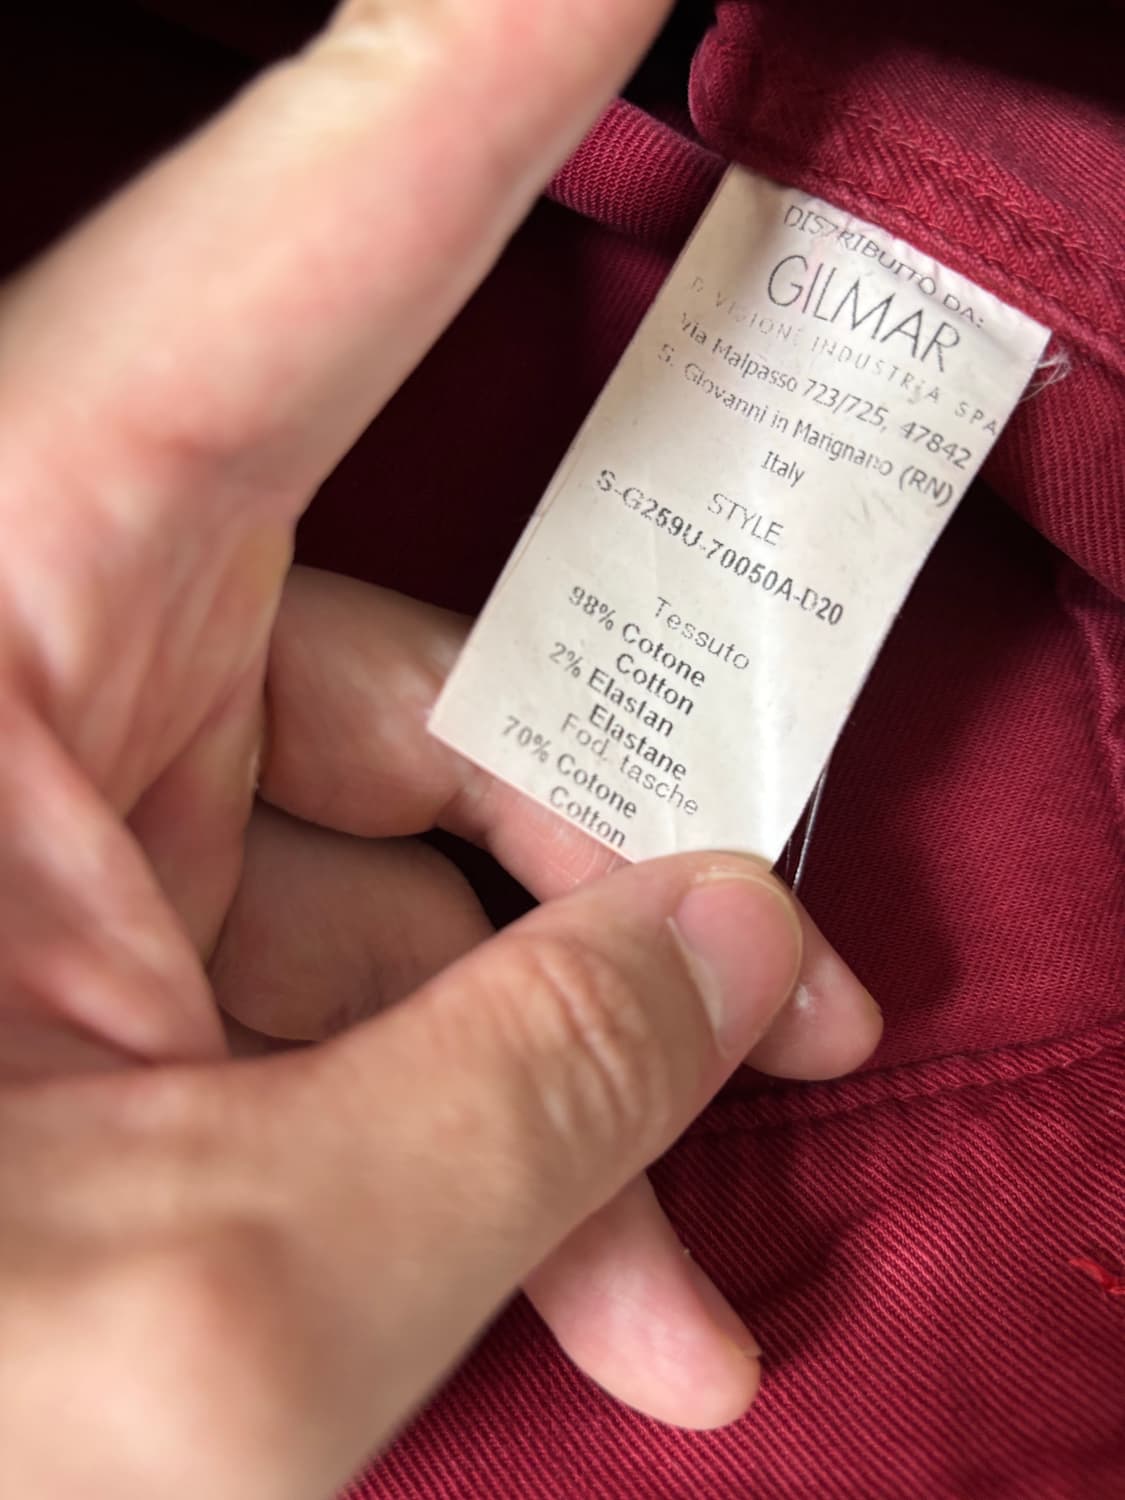 DISTRIBUITO DA:
GILMAR
DIVISIONE INDUSTRIA SPA
Via Malpasso 723/725, 47842
S. Giovanni in Marignano (RN)
Italy
STYLE
S-G259U-70050A-D20
Tessuto
98% Cotone
Cotton
2% Elastan
Elastane
Fod. tasche
70% Cotone
Cotton